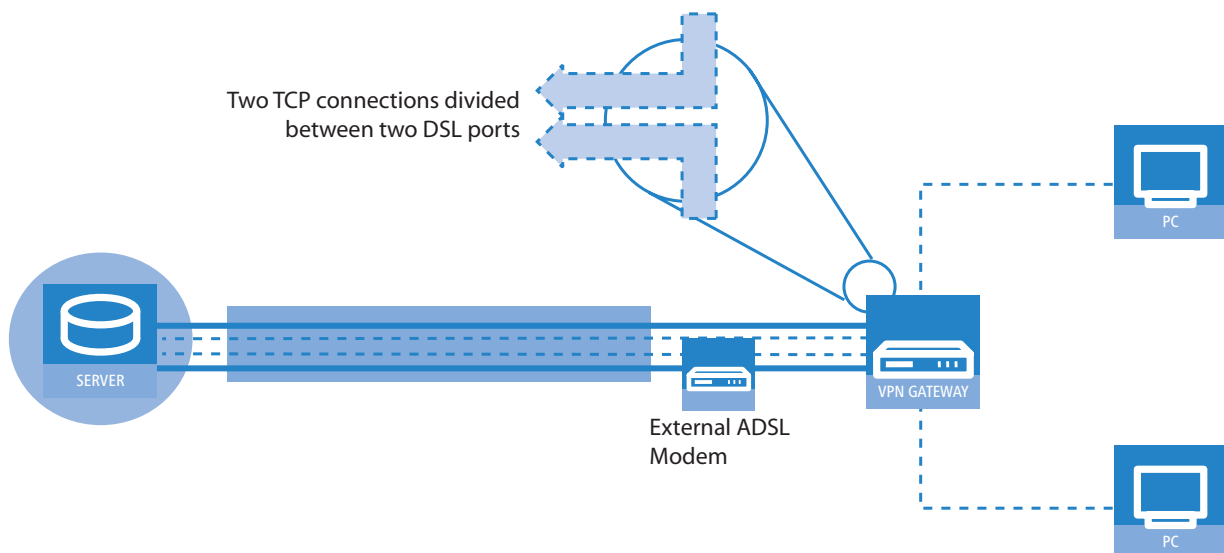 Two TCP connections divided
between two DSL ports
PC
SERVER
VPN GATEWAY
External ADSL
Modem
PC